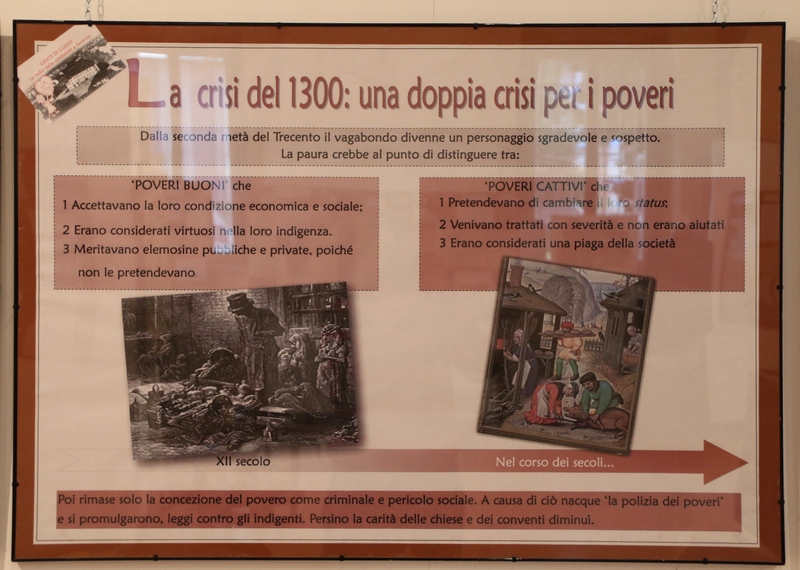 La crisi del 1300: una doppia crisi per i poveri
Dalla seconda metà del Trecento il vagabondo divenne un personaggio sgradevole e sospetto.
La paura crebbe al punto di distinguere tra:
'POVERI BUONI' che
1 Accettavano la loro condizione economica e sociale;
2 Erano considerati virtuosi nella loro indigenza.
3 Meritavano elemosine pubbliche e private, poiché
non le pretendevano.
'POVERI CATTIVI' che
1 Pretendevano di cambiare il loro status;
2 Venivano trattati con severità e non erano aiutati.
3 Erano considerati una piaga della società
XII secolo
Nel corso dei secoli...
Poi rimase solo la concezione del povero come criminale e pericolo sociale. A causa di ciò nacque 'la polizia dei poveri'
e si promulgarono, leggi contro gli indigenti. Persino la carità delle chiese e dei conventi diminuì.